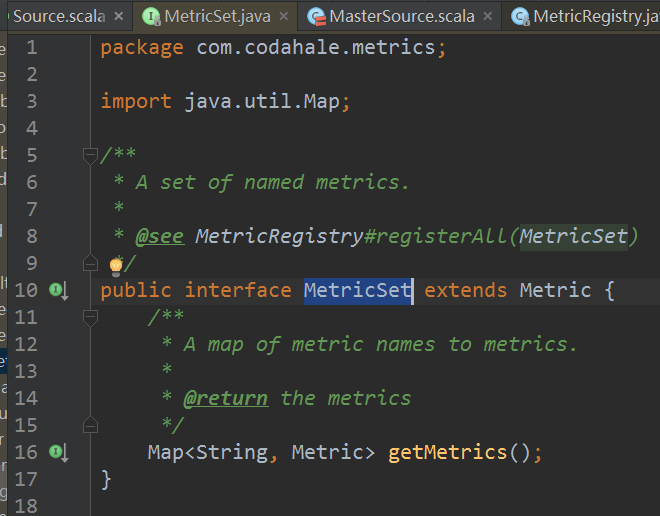 Source.scala MetricSet.java MasterSource.scala MetricRegistry.ja
1 package com.codahale.metrics;
2
3 import java.util.Map;
4
5 /**
6 * A set of named metrics.
7 *
8 * @see MetricRegistry#registerAll(MetricSet)
9 */
10 public interface MetricSet extends Metric {
11 /**
12 * A map of metric names to metrics.
13 *
14 * @return the metrics
15 */
16 Map<String, Metric> getMetrics();
17 }
18